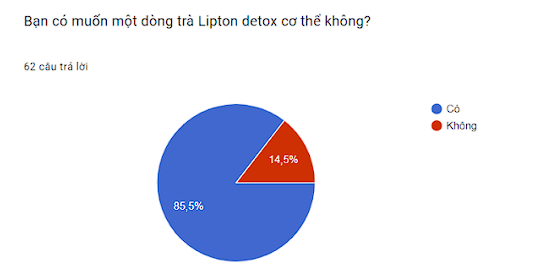 Bạn có muốn một dòng trà Lipton detox cơ thể không?
62 câu trả lời
Có
Không
14,5%
85,5%